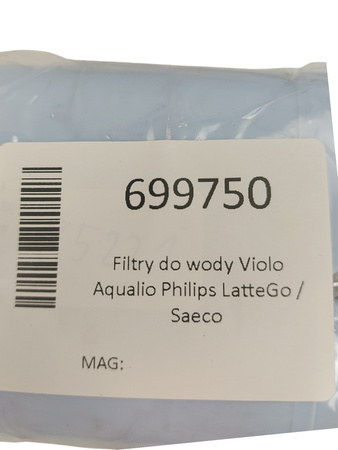 699750
Filtry do wody Violo
Aqualio Philips LatteGo /
Saeco
MAG: